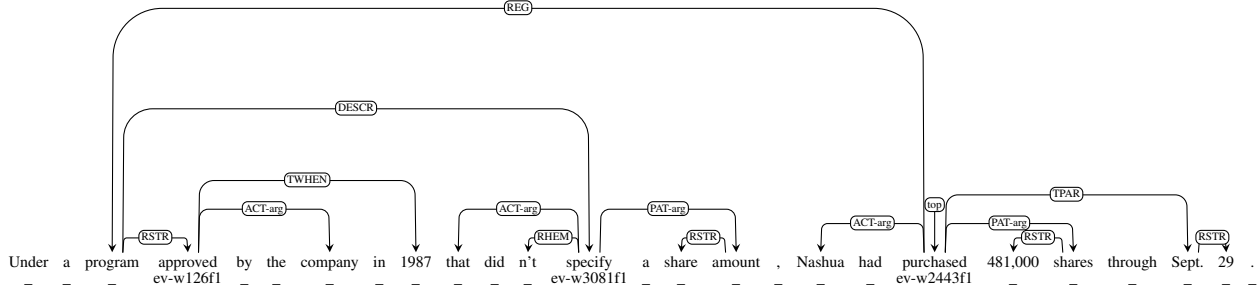 REG
DESCR
TWHEN
TPAR
top
ACT-arg ACT-arg PAT-arg ACT-arg PAT-arg
RSTR RHEM RSTR RSTR RSTR
Under a program approved by the company in 1987 that did n't specify a share amount , Nashua had purchased 481,000 shares through Sept. 29 .
_ _ _ ev-w126f1 _ _ _ _ _ _ _ _ ev-w3081f1 _ _ _ _ _ _ ev-w2443f1 _ _ _ _ _ _